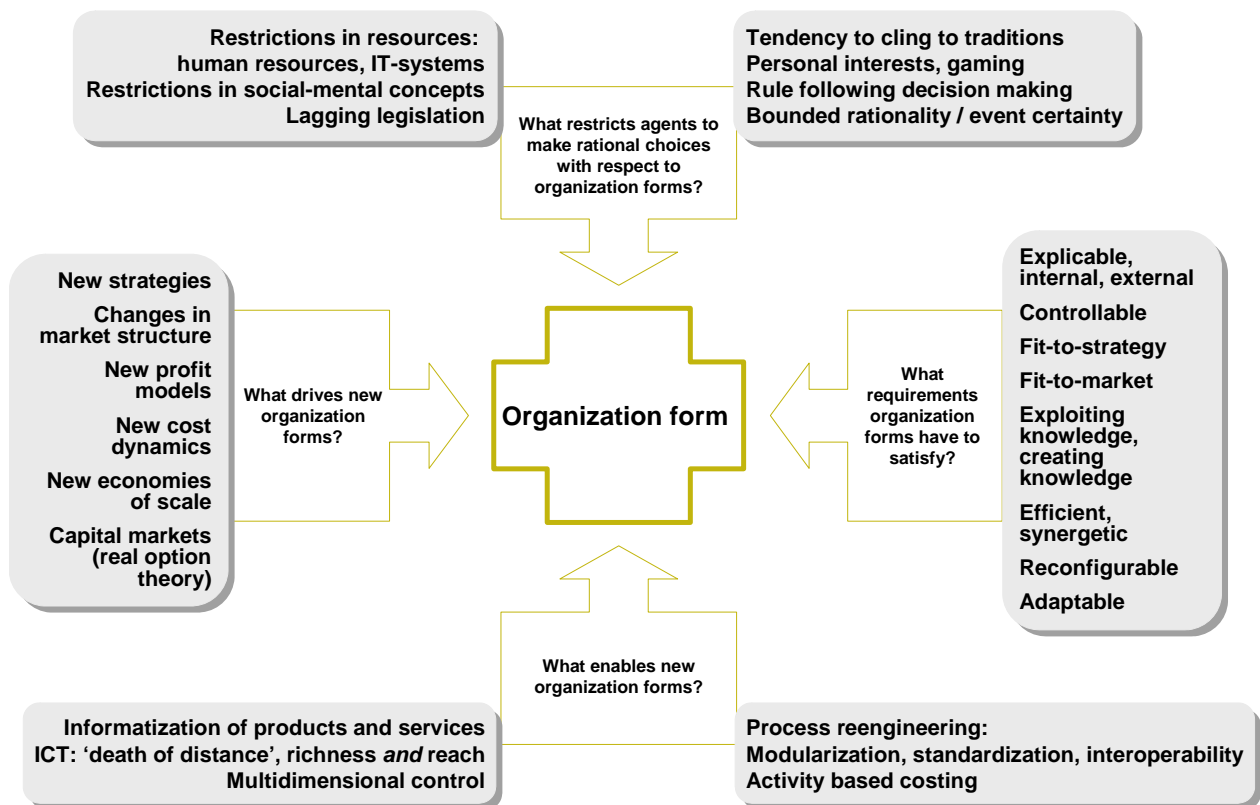 Restrictions in resources:
human resources, IT-systems
Restrictions in social-mental concepts
Lagging legislation
Tendency to cling to traditions
Personal interests, gaming
Rule following decision making
Bounded rationality / event certainty
What restricts agents to
make rational choices
with respect to
organization forms?
New strategies
Changes in
market structure
New profit
models
New cost
dynamics
New economies
of scale
Capital markets
(real option
theory)
What drives new
organization
forms?
Organization form
What
requirements
organization
forms have to
satisfy?
Explicable,
internal, external
Controllable
Fit-to-strategy
Fit-to-market
Exploiting
knowledge,
creating
knowledge
Efficient,
synergetic
Reconfigurable
Adaptable
What enables new
organization forms?
Informatization of products and services
ICT: ‘death of distance’, richness and reach
Multidimensional control
Process reengineering:
Modularization, standardization, interoperability
Activity based costing